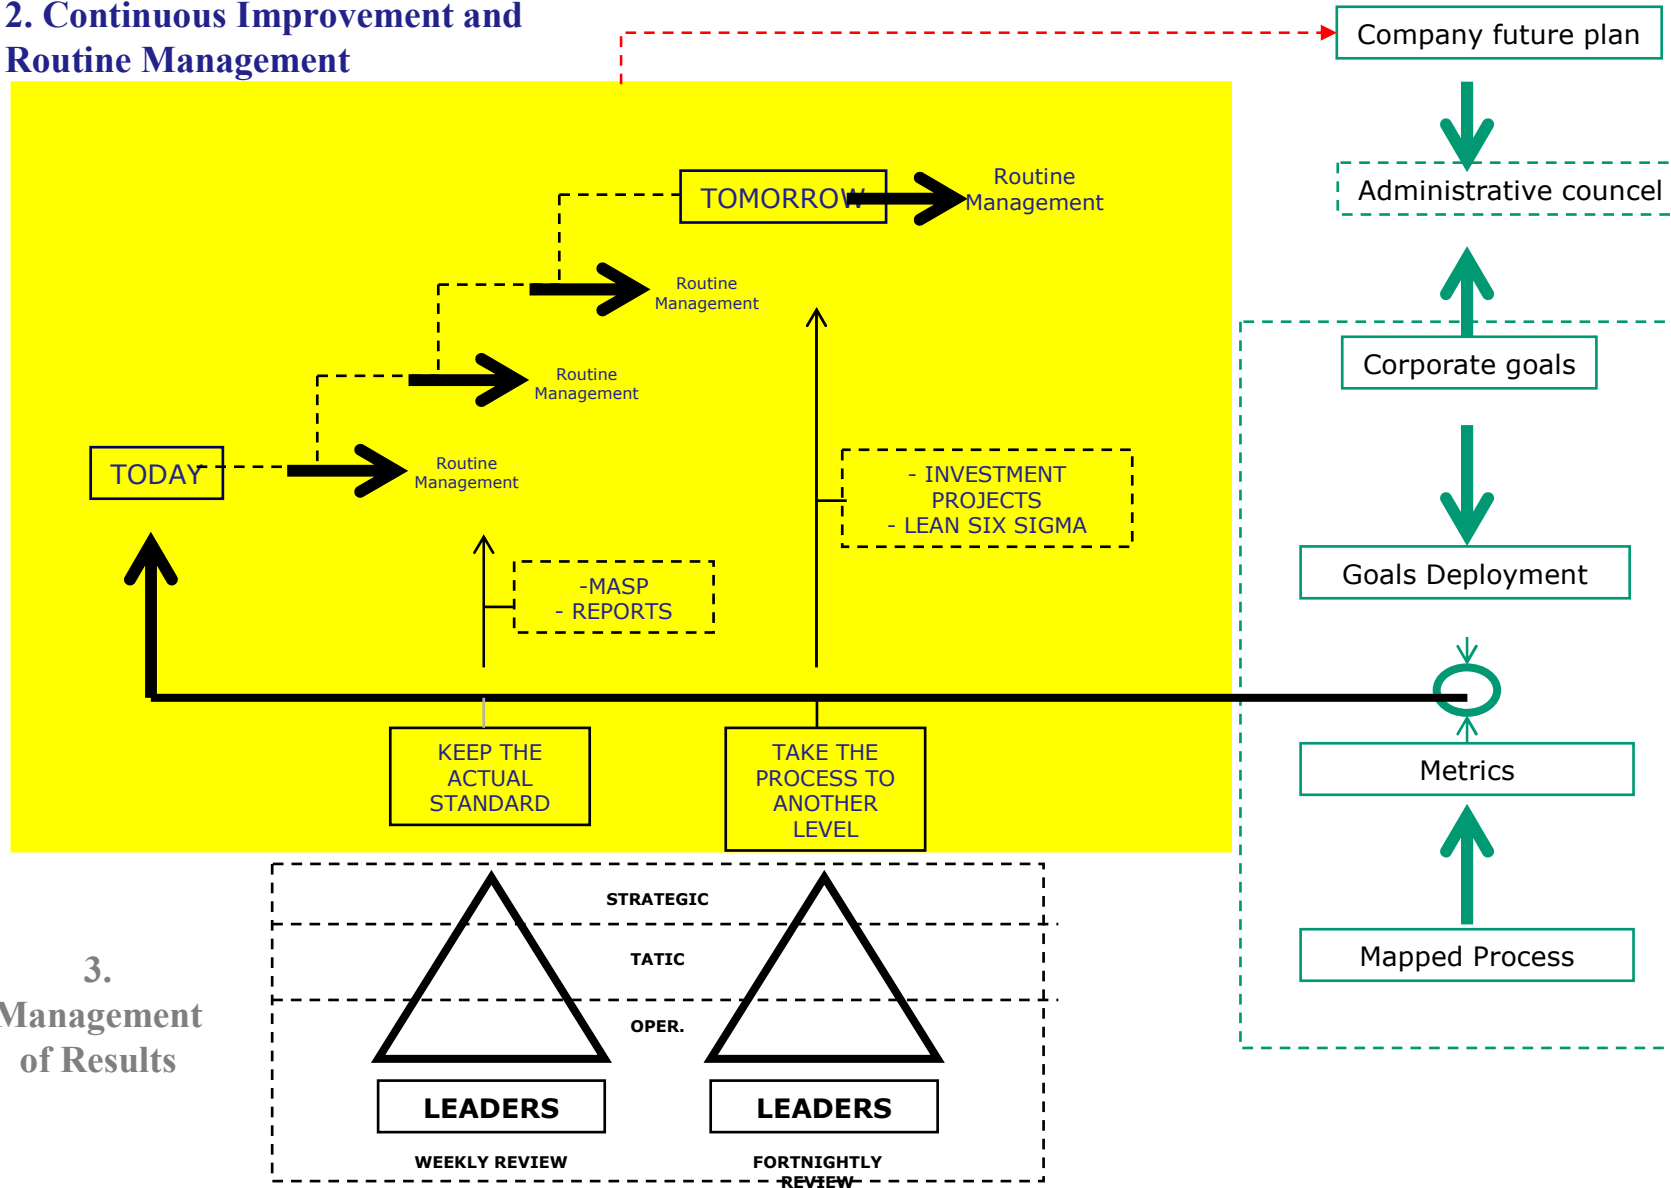 2. Continuous Improvement and
Routine Management
Company future plan
Administrative councel
Corporate goals
Goals Deployment
Metrics
Mapped Process
TOMORROW
Routine
Management
Routine
Management
Routine
Management
TODAY
Routine
Management
- INVESTMENT
PROJECTS
- LEAN SIX SIGMA
-MASP
- REPORTS
KEEP THE
ACTUAL
STANDARD
TAKE THE
PROCESS TO
ANOTHER
LEVEL
STRATEGIC
TATIC
OPER.
3.
Management
of Results
LEADERS
LEADERS
WEEKLY REVIEW
FORTNIGHTLY
REVIEW